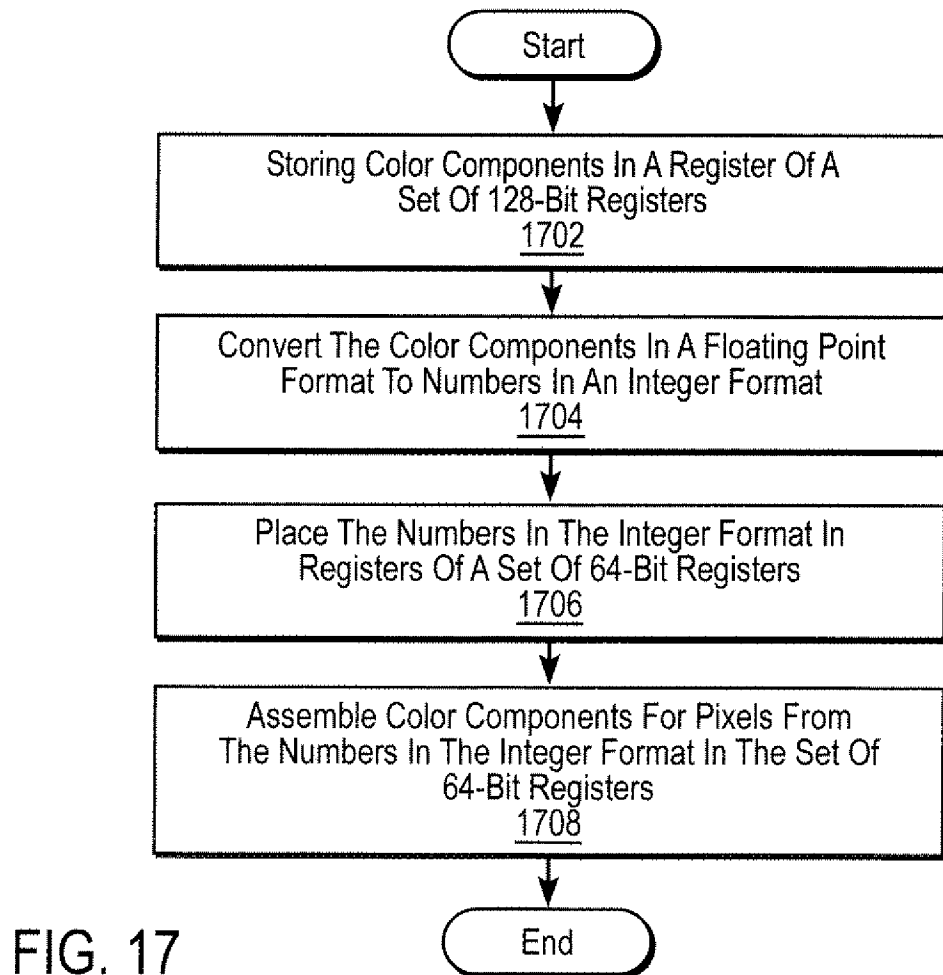 Start
Storing Color Components In A Register Of A
Set Of 128-Bit Registers
1702
Convert The Color Components In A Floating Point
Format To Numbers In An Integer Format
1704
Place The Numbers In The Integer Format In
Registers Of A Set Of 64-Bit Registers
1706
Assemble Color Components For Pixels From
The Numbers In The Integer Format In The Set Of
64-Bit Registers
1708
End
FIG. 17